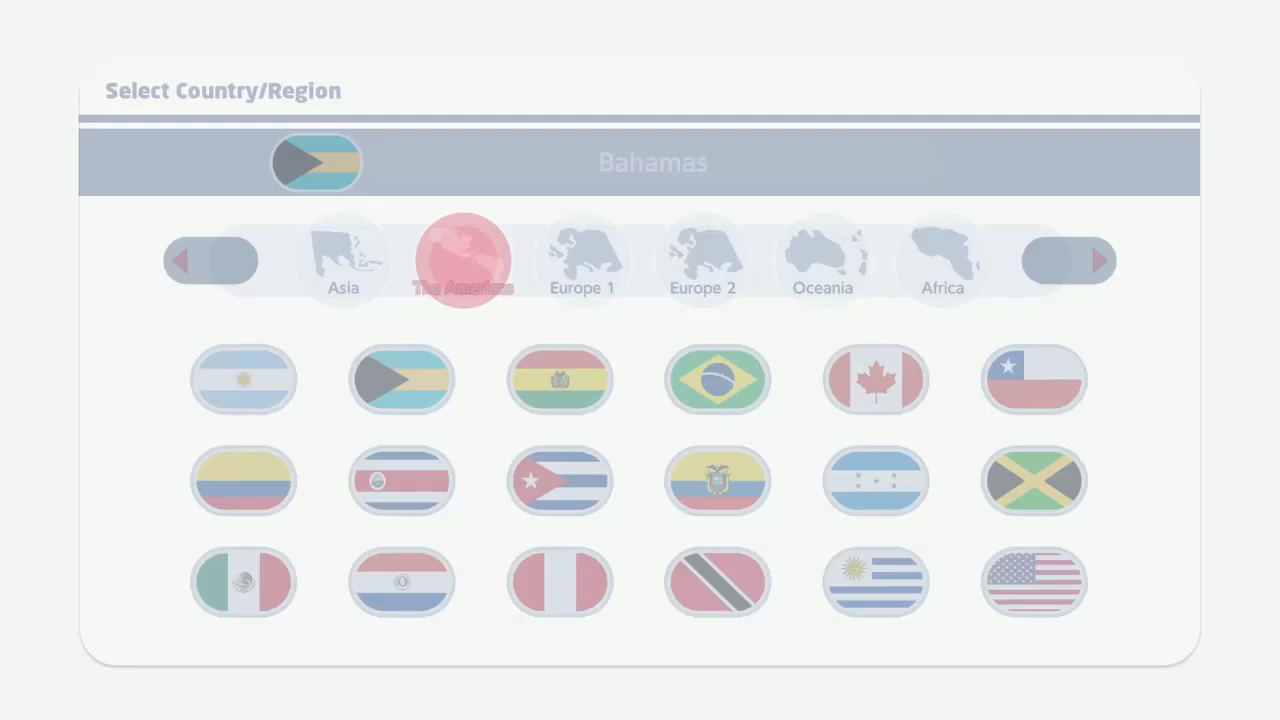 Select Country/Region
Bahamas
Asia
The Americas
Europe 1
Europe 2
Oceania
Africa